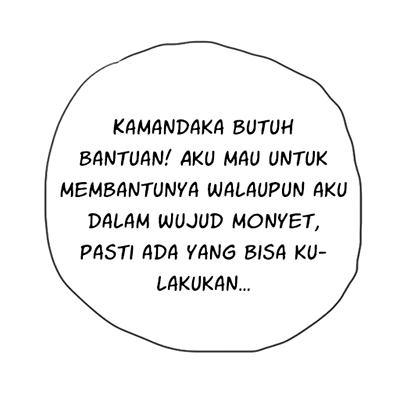 KAMANDAKA BUTUH
BANTUAN! AKU MAU UNTUK
MEMBANTUNYA WALAUPUN AKU
DALAM WUJUD MONYET,
PASTI ADA YANG BISA KU-
LAKUKAN...